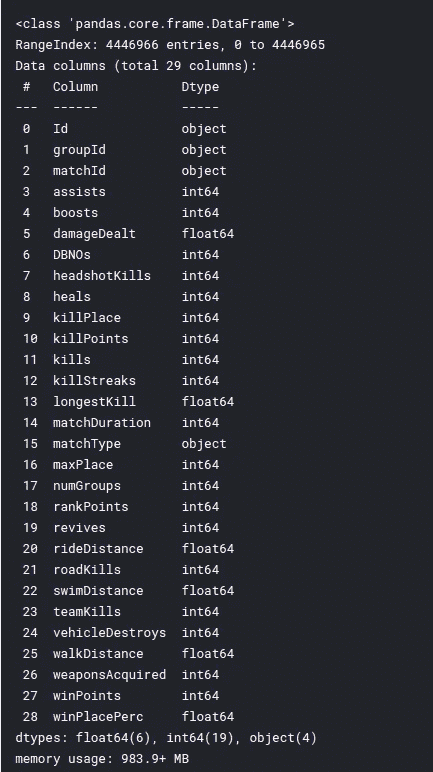 <class 'pandas.core.frame.DataFrame'>
RangeIndex: 4446966 entries, 0 to 4446965
Data columns (total 29 columns):
 #   Column           Dtype
---  ------           -----
 0   Id               object
 1   groupId          object
 2   matchId          object
 3   assists          int64
 4   boosts           int64
 5   damageDealt      float64
 6   DBNOs            int64
 7   headshotKills    int64
 8   heals            int64
 9   killPlace        int64
 10  killPoints       int64
 11  kills            int64
 12  killStreaks      int64
 13  longestKill      float64
 14  matchDuration    int64
 15  matchType        object
 16  maxPlace         int64
 17  numGroups        int64
 18  rankPoints       int64
 19  revives          int64
 20  rideDistance     float64
 21  roadKills        int64
 22  swimDistance     float64
 23  teamKills        int64
 24  vehicleDestroys  int64
 25  walkDistance     float64
 26  weaponsAcquired  int64
 27  winPoints        int64
 28  winPlacePerc     float64
dtypes: float64(6), int64(19), object(4)
memory usage: 983.9+ MB